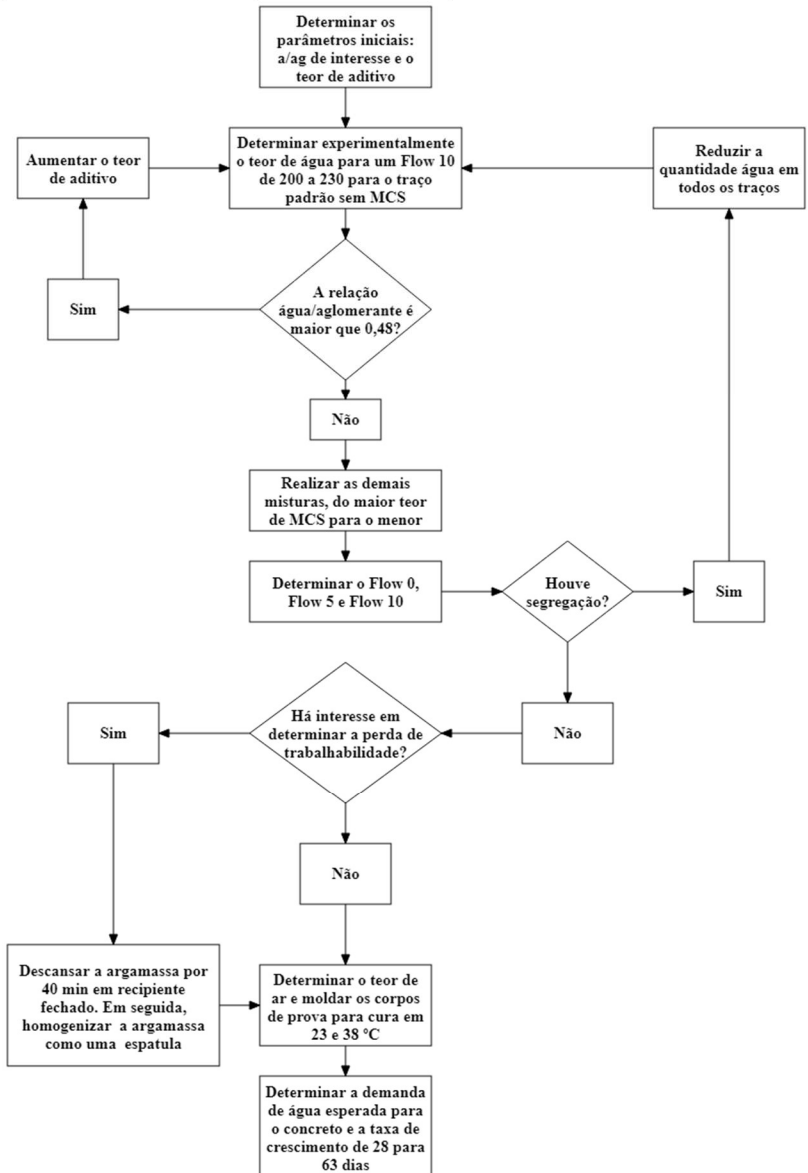 Determinar os
parâmetros iniciais:
a/ag de interesse e o
teor de aditivo
Aumentar o teor
de aditivo
Determinar experimentalmente
o teor de água para um Flow 10
de 200 a 230 para o traço
padrão sem MCS
Reduzir a
quantidade água em
todos os traços
Sim
A relação
água/aglomerante é
maior que 0,48?
Não
Realizar as demais
misturas, do maior teor
de MCS para o menor
Determinar o Flow 0,
Flow 5 e Flow 10
Houve
segregação?
Sim
Sim
Há interesse em
determinar a perda de
trabalhabilidade?
Não
Não
Descansar a argamassa por
40 min em recipiente
fechado. Em seguida,
homogenizar a argamassa
como uma espatula
Determinar o teor de
ar e moldar os corpos
de prova para cura em
23 e 38 °C
Determinar a demanda
de água esperada para
o concreto e a taxa de
crescimento de 28 para
63 dias